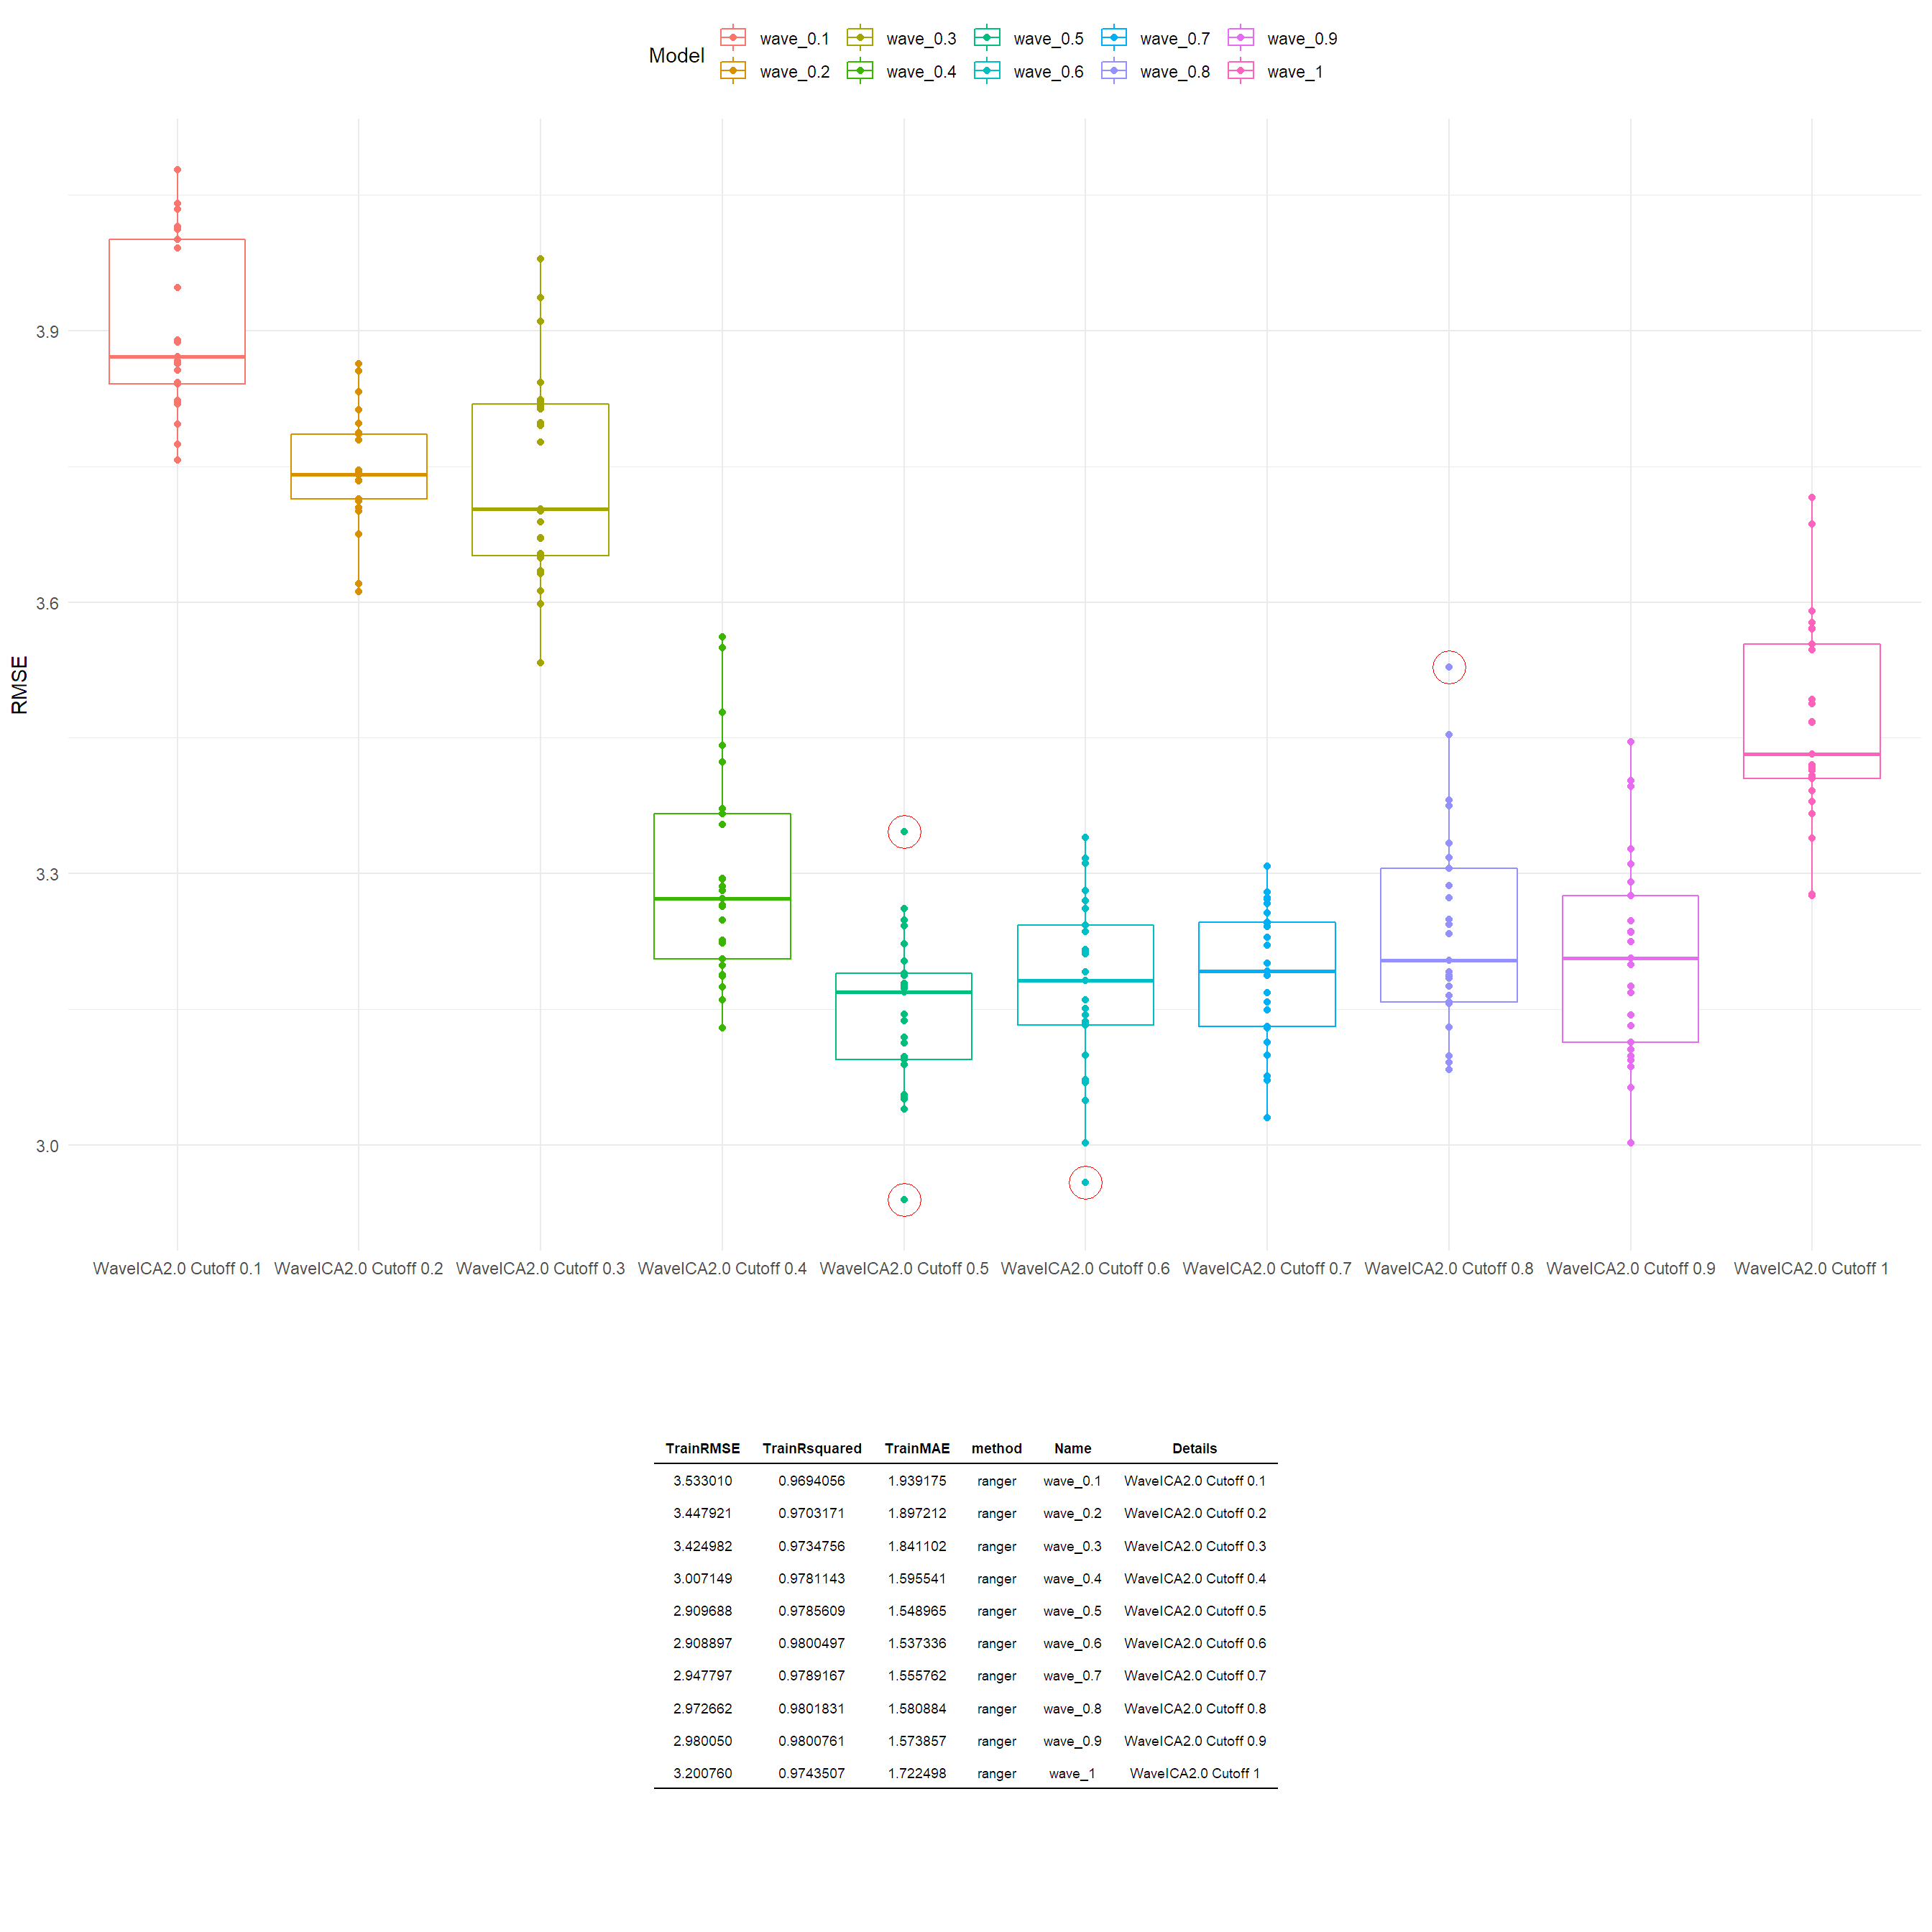 Model
wave_0.1 wave_0.3 wave_0.5 wave_0.7 wave_0.9
wave_0.2 wave_0.4 wave_0.6 wave_0.8 wave_1
RMSE
3.9
3.6
3.3
3.0
WaveICA2.0 Cutoff 0.1 WaveICA2.0 Cutoff 0.2 WaveICA2.0 Cutoff 0.3 WaveICA2.0 Cutoff 0.4 WaveICA2.0 Cutoff 0.5 WaveICA2.0 Cutoff 0.6 WaveICA2.0 Cutoff 0.7 WaveICA2.0 Cutoff 0.8 WaveICA2.0 Cutoff 0.9 WaveICA2.0 Cutoff 1
TrainRMSE TrainRsquared TrainMAE method Name Details
3.533010 0.9694056 1.939175 ranger wave_0.1 WaveICA2.0 Cutoff 0.1
3.447921 0.9703171 1.897212 ranger wave_0.2 WaveICA2.0 Cutoff 0.2
3.424982 0.9734756 1.841102 ranger wave_0.3 WaveICA2.0 Cutoff 0.3
3.007149 0.9781143 1.595541 ranger wave_0.4 WaveICA2.0 Cutoff 0.4
2.909688 0.9785609 1.548965 ranger wave_0.5 WaveICA2.0 Cutoff 0.5
2.908897 0.9800497 1.537336 ranger wave_0.6 WaveICA2.0 Cutoff 0.6
2.947797 0.9789167 1.555762 ranger wave_0.7 WaveICA2.0 Cutoff 0.7
2.972662 0.9801831 1.580884 ranger wave_0.8 WaveICA2.0 Cutoff 0.8
2.980050 0.9800761 1.573857 ranger wave_0.9 WaveICA2.0 Cutoff 0.9
3.200760 0.9743507 1.722498 ranger wave_1 WaveICA2.0 Cutoff 1